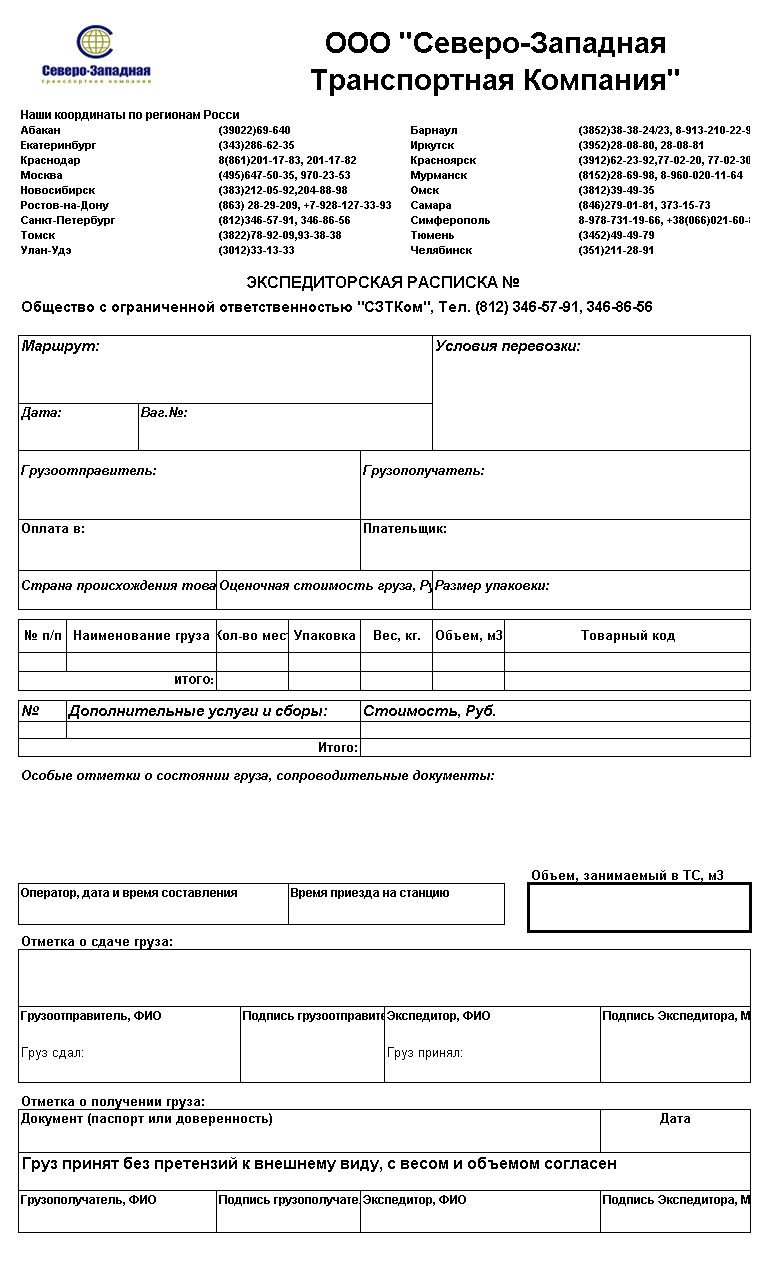 Северо-Западная
транспортная компания
ООО "Северо-Западная
Транспортная Компания"
Наши координаты по регионам Росси
Абакан (39022)69-640 Барнаул (3852)38-38-24/23, 8-913-210-22-9
Екатеринбург (343)286-62-35 Иркутск (3952)28-08-80, 28-08-81
Краснодар 8(861)201-17-83, 201-17-82 Красноярск (3912)62-23-92,77-02-20, 77-02-30
Москва (495)647-50-35, 970-23-53 Мурманск (8152)28-69-98, 8-960-020-11-64
Новосибирск (383)212-05-92,204-88-98 Омск (3812)39-49-35
Ростов-на-Дону (863) 28-29-209, +7-928-127-33-93 Самара (846)279-01-81, 373-15-73
Санкт-Петербург (812)346-57-91, 346-86-56 Симферополь 8-978-731-19-66, +38(066)021-60-
Томск (3822)78-92-09,93-38-38 Тюмень (3452)49-49-79
Улан-Удэ (3012)33-13-33 Челябинск (351)211-28-91
ЭКСПЕДИТОРСКАЯ РАСПИСКА №
Общество с ограниченной ответственностью "СЗТКом", Тел. (812) 346-57-91, 346-86-56
Маршрут: Условия перевозки:
Дата: Ваг.№:
Грузоотправитель: Грузополучатель:
Оплата в: Плательщик:
Страна происхождения това Оценочная стоимость груза, Ру Размер упаковки:
№ п/п Наименование груза Кол-во мест Упаковка Вес, кг. Объем, м3 Товарный код
итого:
№ Дополнительные услуги и сборы: Стоимость, Руб.
Итого:
Особые отметки о состоянии груза, сопроводительные документы:
Объем, занимаемый в ТС, м3
Оператор, дата и время составления Время приезда на станцию
Отметка о сдаче груза:
Грузоотправитель, ФИО Подпись грузоотправите Экспедитор, ФИО Подпись Экспедитора, М
Груз сдал: Груз принял:
Отметка о получении груза:
Документ (паспорт или доверенность) Дата
Груз принят без претензий к внешнему виду, с весом и объемом согласен
Грузополучатель, ФИО Подпись грузополучате Экспедитор, ФИО Подпись Экспедитора, М